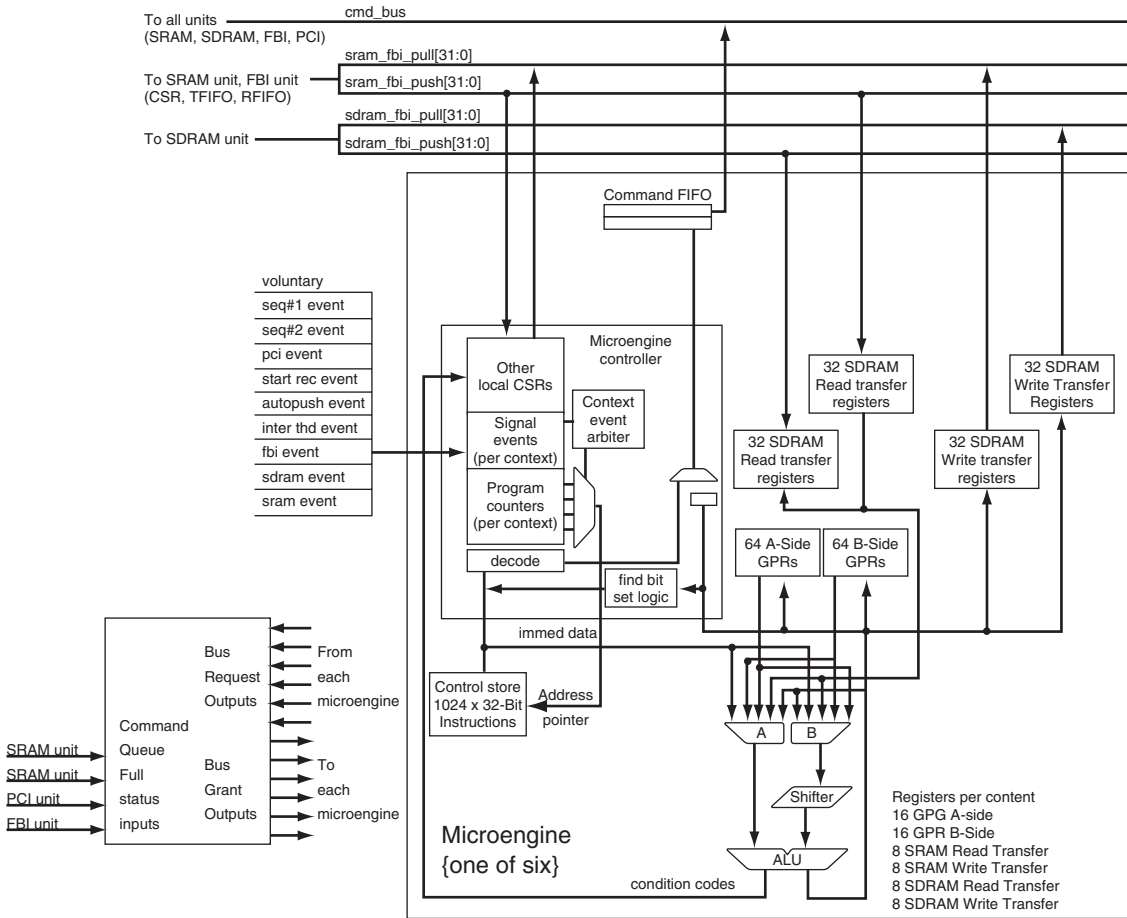 To all units
(SRAM, SDRAM, FBI, PCI)
cmd_bus
To SRAM unit, FBI unit
(CSR, TFIFO, RFIFO)
sram_fbi_pull[31:0]
sram_fbi_push[31:0]
To SDRAM unit
sdram_fbi_pull[31:0]
sdram_fbi_push[31:0]
Command FIFO
voluntary
seq#1 event
seq#2 event
pci event
start rec event
autopush event
inter thd event
fbi event
sdram event
sram event
Microengine
controller
Other
local CSRs
Signal
events
(per context)
Program
counters
(per context)
Context
event
arbiter
decode
find bit
set logic
32 SDRAM
Read transfer
registers
32 SDRAM
Read transfer
registers
32 SDRAM
Write transfer
registers
32 SDRAM
Write Transfer
Registers
64 A-Side
GPRs
64 B-Side
GPRs
immed data
Control store
1024 x 32-Bit
Instructions
Address
pointer
A
B
Shifter
ALU
condition codes
Microengine
{one of six}
Bus
Request
Outputs
From
each
microengine
Command
Queue
Full
status
inputs
Bus
Grant
Outputs
To
each
microengine
SRAM unit
SRAM unit
PCI unit
FBI unit
Registers per content
16 GPG A-side
16 GPR B-Side
8 SRAM Read Transfer
8 SRAM Write Transfer
8 SDRAM Read Transfer
8 SDRAM Write Transfer